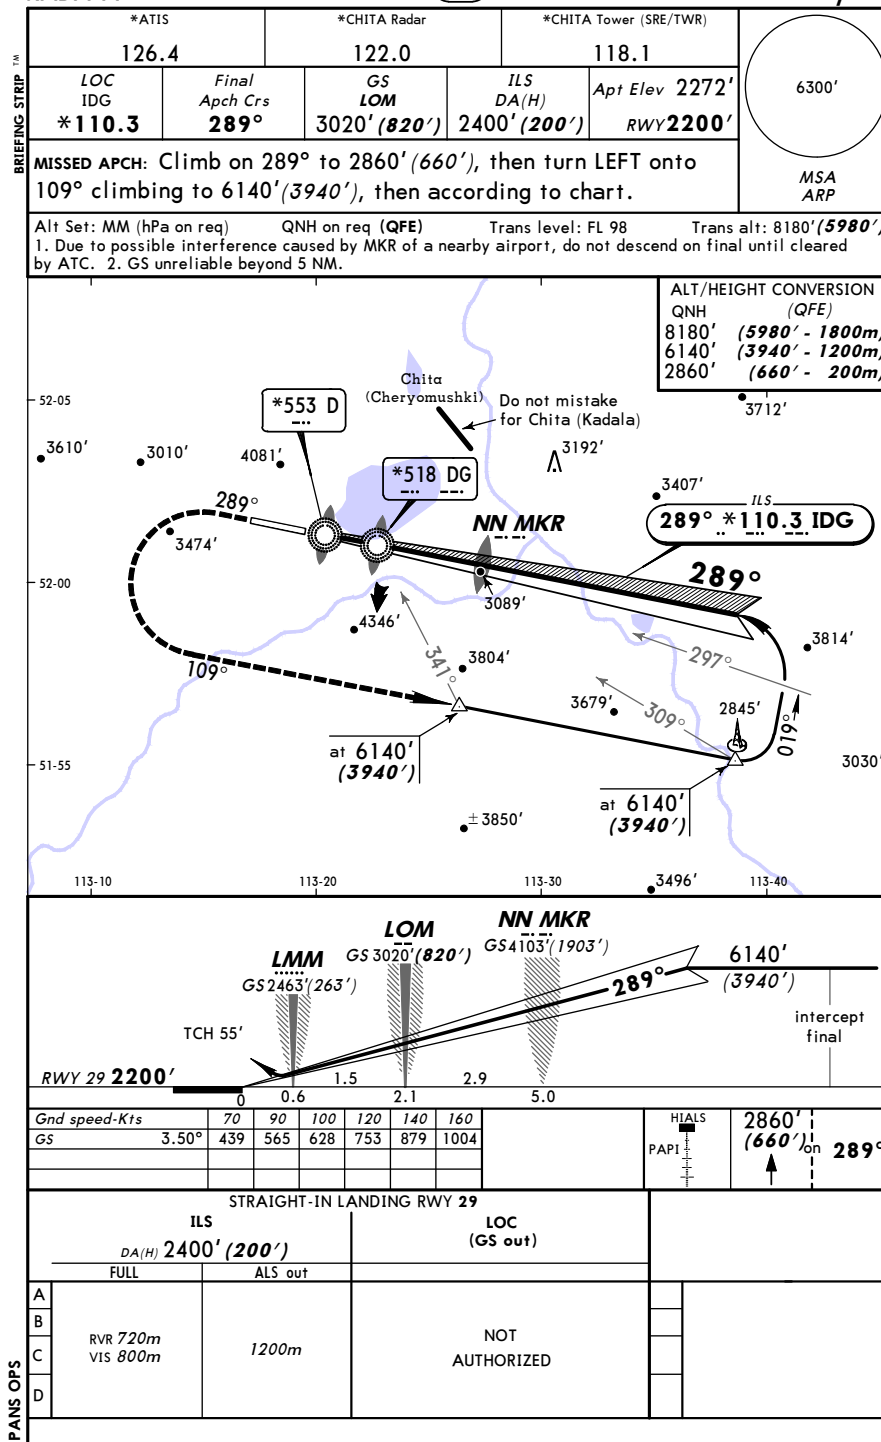 *ATIS
126.4
*CHITA Radar
122.0
*CHITA Tower (SRE/TWR)
118.1
BRIEFING STRIP TM
LOC
IDG
*110.3
Final
Apch Crs
289°
GS
LOM
3020' (820')
ILS
DA(H)
2400' (200')
Apt Elev 2272'
RWY 2200'
6300'
MSA
ARP
MISSED APCH: Climb on 289° to 2860' (660'), then turn LEFT onto
109° climbing to 6140' (3940'), then according to chart.
Alt Set: MM (hPa on req) QNH on req (QFE) Trans level: FL 98 Trans alt: 8180' (5980')
1. Due to possible interference caused by MKR of a nearby airport, do not descend on final until cleared
by ATC. 2. GS unreliable beyond 5 NM.
ALT/HEIGHT CONVERSION
QNH (QFE)
8180' (5980' - 1800m)
6140' (3940' - 1200m)
2860' (660' - 200m)
Chita
(Cheryomushki)
Do not mistake
for Chita (Kadala)
52-05
*553 D
3712'
3610'
3010'
4081'
3192'
*518 DG
3407'
289°
ILS
289° *110.3 IDG
NN MKR
3474'
52-00
289°
3089'
4346'
3814'
341°
297°
3804'
109°
3679'
309°
2845'
019°
at 6140'
(3940')
51-55
3030'
at 6140'
(3940')
±3850'
113-10
113-20
113-30
3496'
113-40
NN MKR
GS 4103' (1903')
LOM
GS 3020' (820')
LMM
GS 2463' (263')
6140'
(3940')
289°
intercept
final
TCH 55'
RWY 29 2200'
1.5
2.9
0
0.6
2.1
5.0
Gnd speed-Kts 70 90 100 120 140 160
GS 3.50° 439 565 628 753 879 1004
HIALS
PAPI
2860'
(660')
on 289°
STRAIGHT-IN LANDING RWY 29
ILS
DA(H) 2400' (200')
LOC
(GS out)
FULL
ALS out
A
B
C
D
RVR 720m
VIS 800m
1200m
NOT
AUTHORIZED
PANS OPS